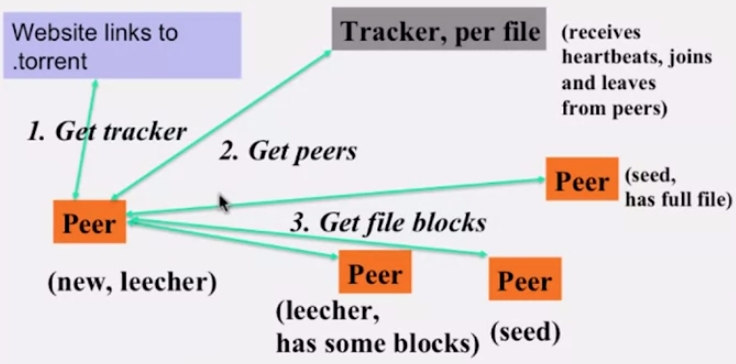 Website links to
.torrent
Tracker, per file
(receives
heartbeats, joins
and leaves
from peers)
1. Get tracker
2. Get peers
Peer
(seed,
has full file)
Peer
3. Get file blocks
(new, leecher)
Peer
(leecher,
has some blocks)
Peer
(seed)